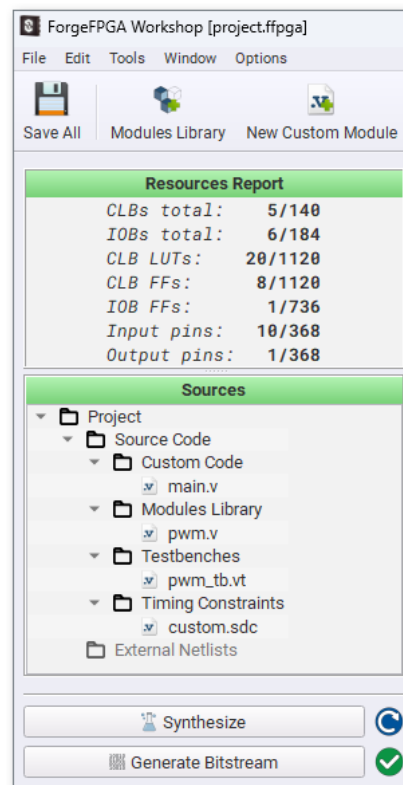 ForgeFPGA Workshop [project.ffpga]
File Edit Tools Window Options
Save All Modules Library New Custom Module
Resources Report
CLBs total: 5/140
IOBs total: 6/184
CLB LUTs: 20/1120
CLB FFs: 8/1120
IOB FFs: 1/736
Input pins: 10/368
Output pins: 1/368
Sources
Project
Source Code
Custom Code
main.v
Modules Library
pwm.v
Testbenches
pwm_tb.vt
Timing Constraints
custom.sdc
External Netlists
Synthesize
Generate Bitstream